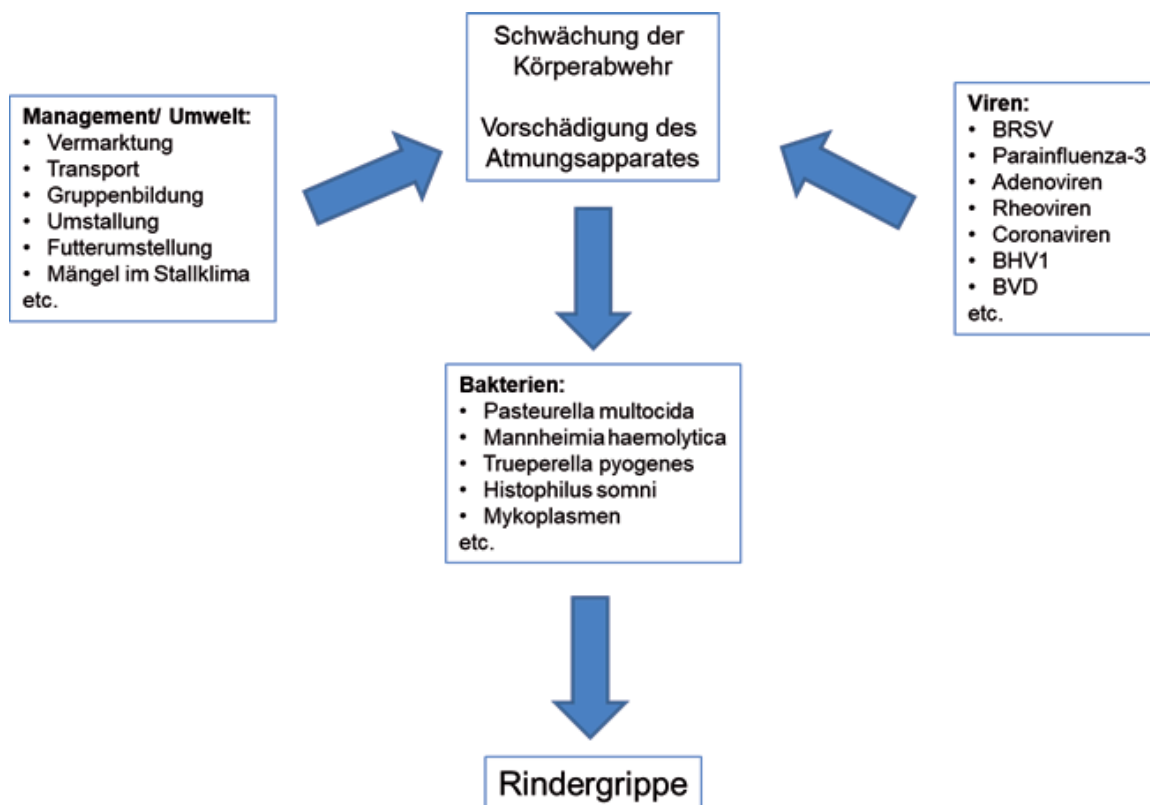 Schwächung der
Körperabwehr
Vorschädigung des
Atmungsapparates
Management/ Umwelt:
• Vermarktung
• Transport
• Gruppenbildung
• Umstallung
• Futterumstellung
• Mängel im Stallklima
etc.
Viren:
• BRSV
• Parainfluenza-3
• Adenoviren
• Rheoviren
• Coronaviren
• BHV1
• BVD
etc.
Bakterien:
• Pasteurella multocida
• Mannheimia haemolytica
• Trueperella pyogenes
• Histophilus somni
• Mykoplasmen
etc.
Rindergrippe